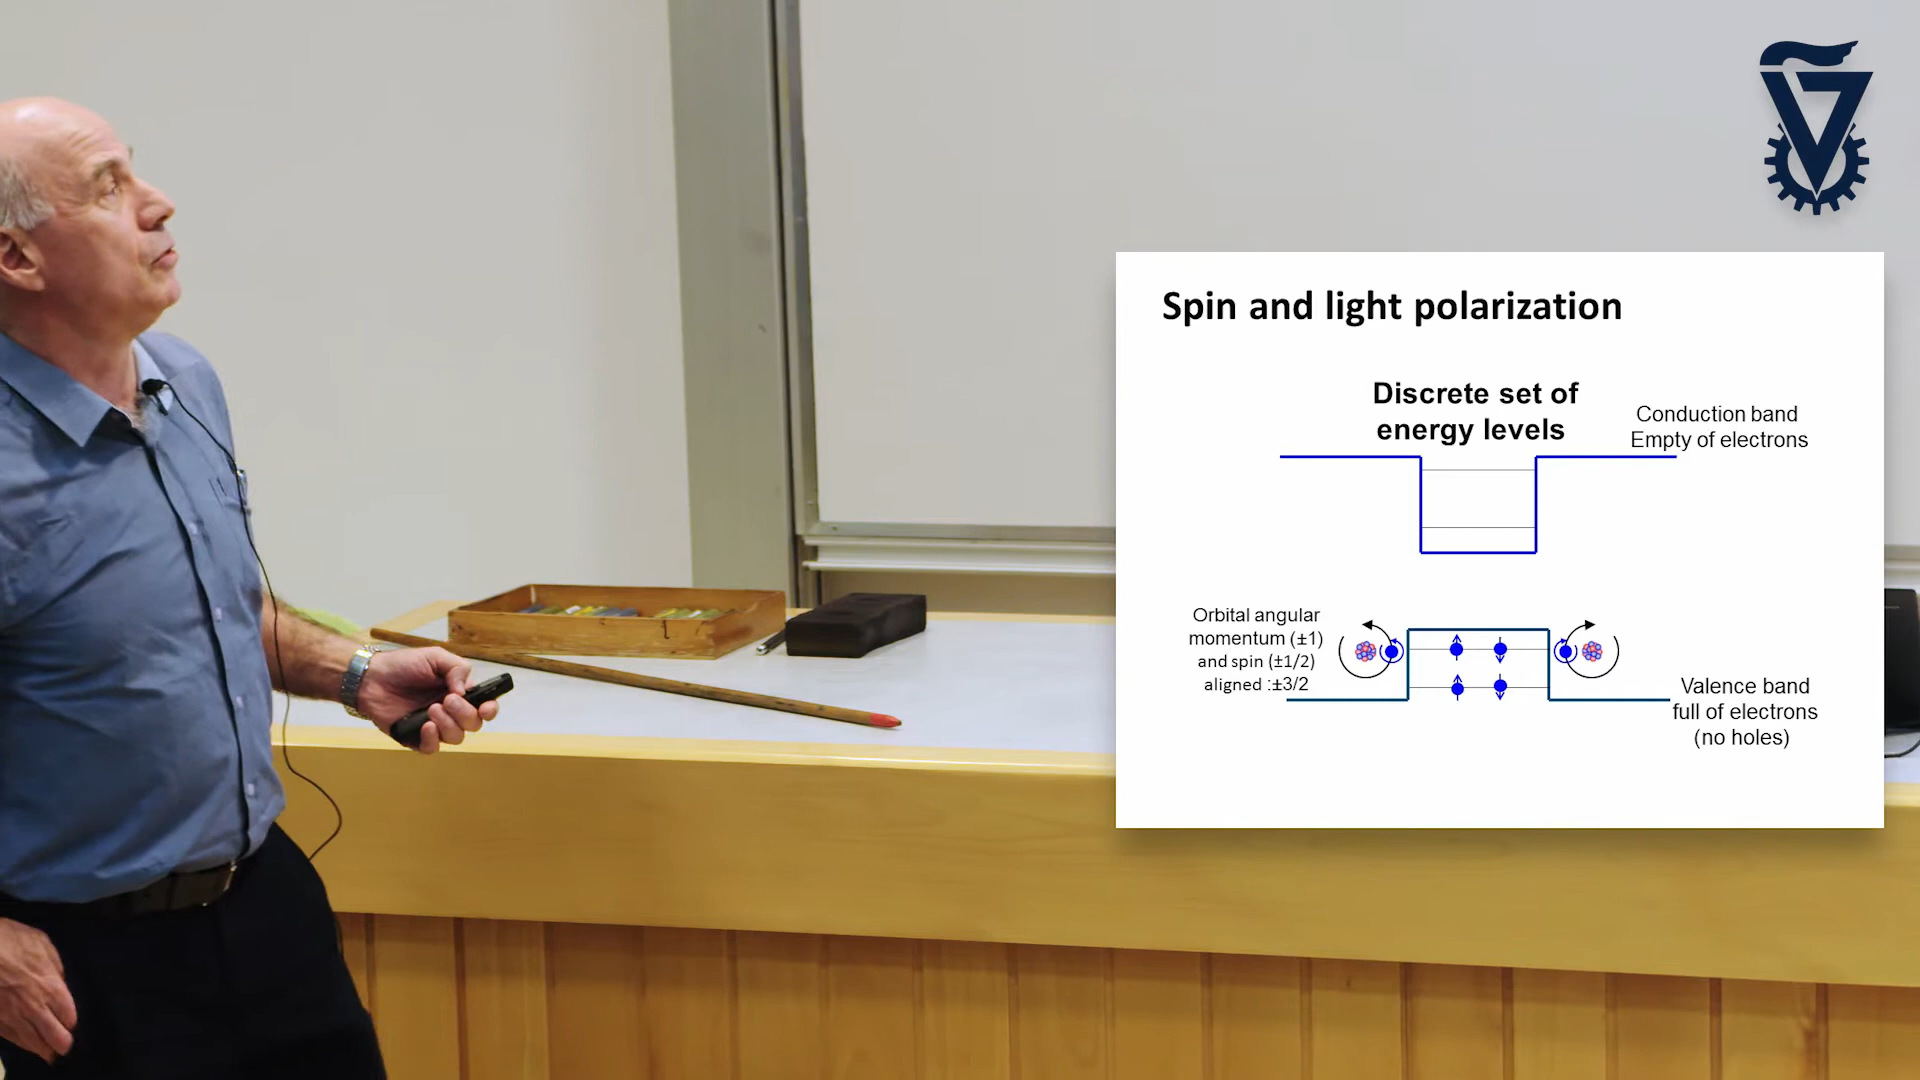 Spin and light polarization
Discrete set of
energy levels
Conduction band
Empty of electrons
Orbital angular
momentum (±1)
and spin (±1/2)
aligned :±3/2
Valence band
full of electrons
(no holes)